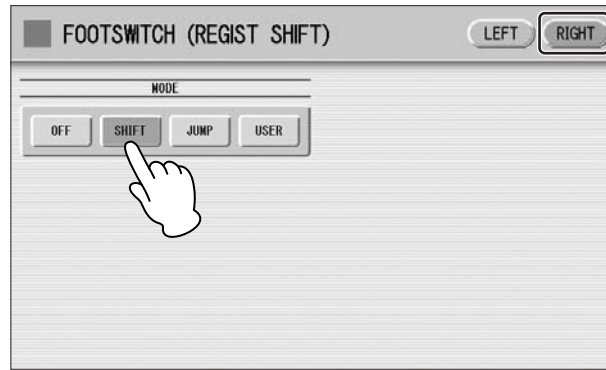 FOOTSWITCH (REGIST SHIFT) LEFT RIGHT
MODE
OFF SHIFT JUMP USER